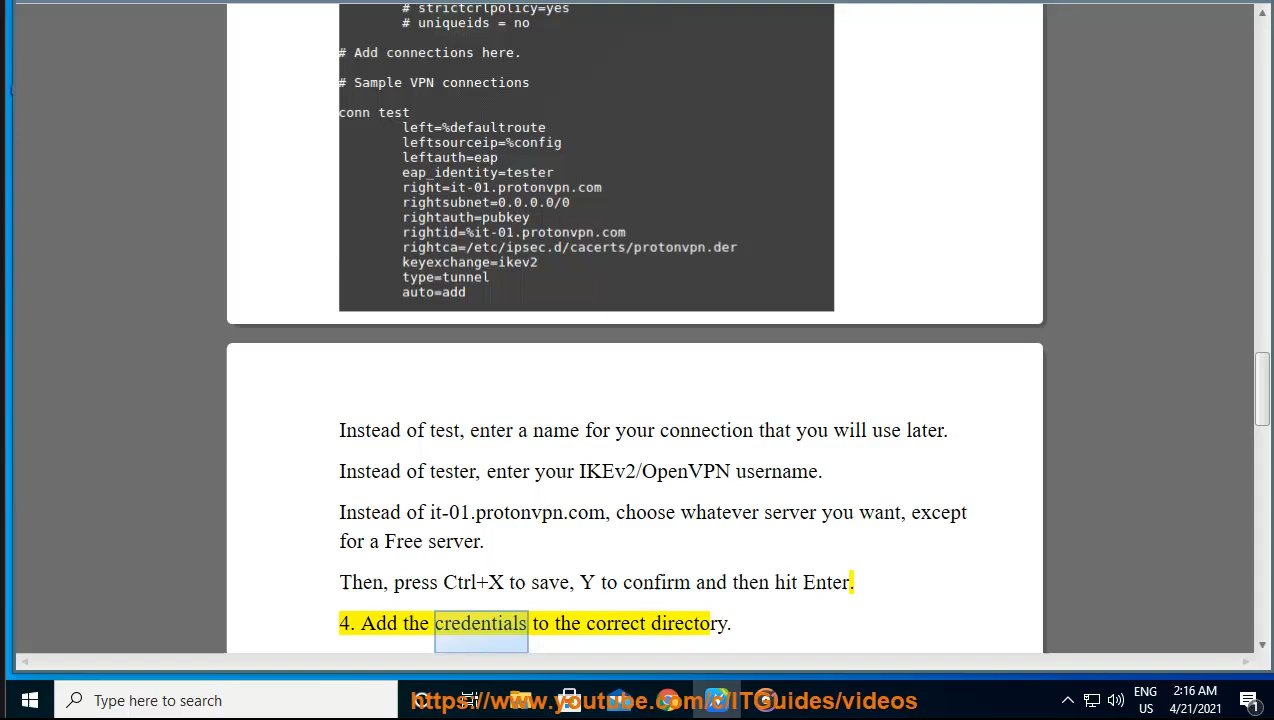 # strictcrlpolicy=yes
# uniqueids = no
# Add connections here.
# Sample VPN connections
conn test
left=%defaultroute
leftsourceip=%config
leftauth=eap
eap_identity=tester
right=it-01.protonvpn.com
rightsubnet=0.0.0.0/0
rightauth=pubkey
rightid=%it-01.protonvpn.com
rightca=/etc/ipsec.d/cacerts/protonvpn.der
keyexchange=ikev2
type=tunnel
auto=add
Instead of test, enter a name for your connection that you will use later.
Instead of tester, enter your IKEv2/OpenVPN username.
Instead of it-01.protonvpn.com, choose whatever server you want, except
for a Free server.
Then, press Ctrl+X to save, Y to confirm and then hit Enter.
4. Add the credentials to the correct directory.
Type here to search
https://www.youtube.com/c/ITGuides/videos
ENG
US
2:16 AM
4/21/2021
1